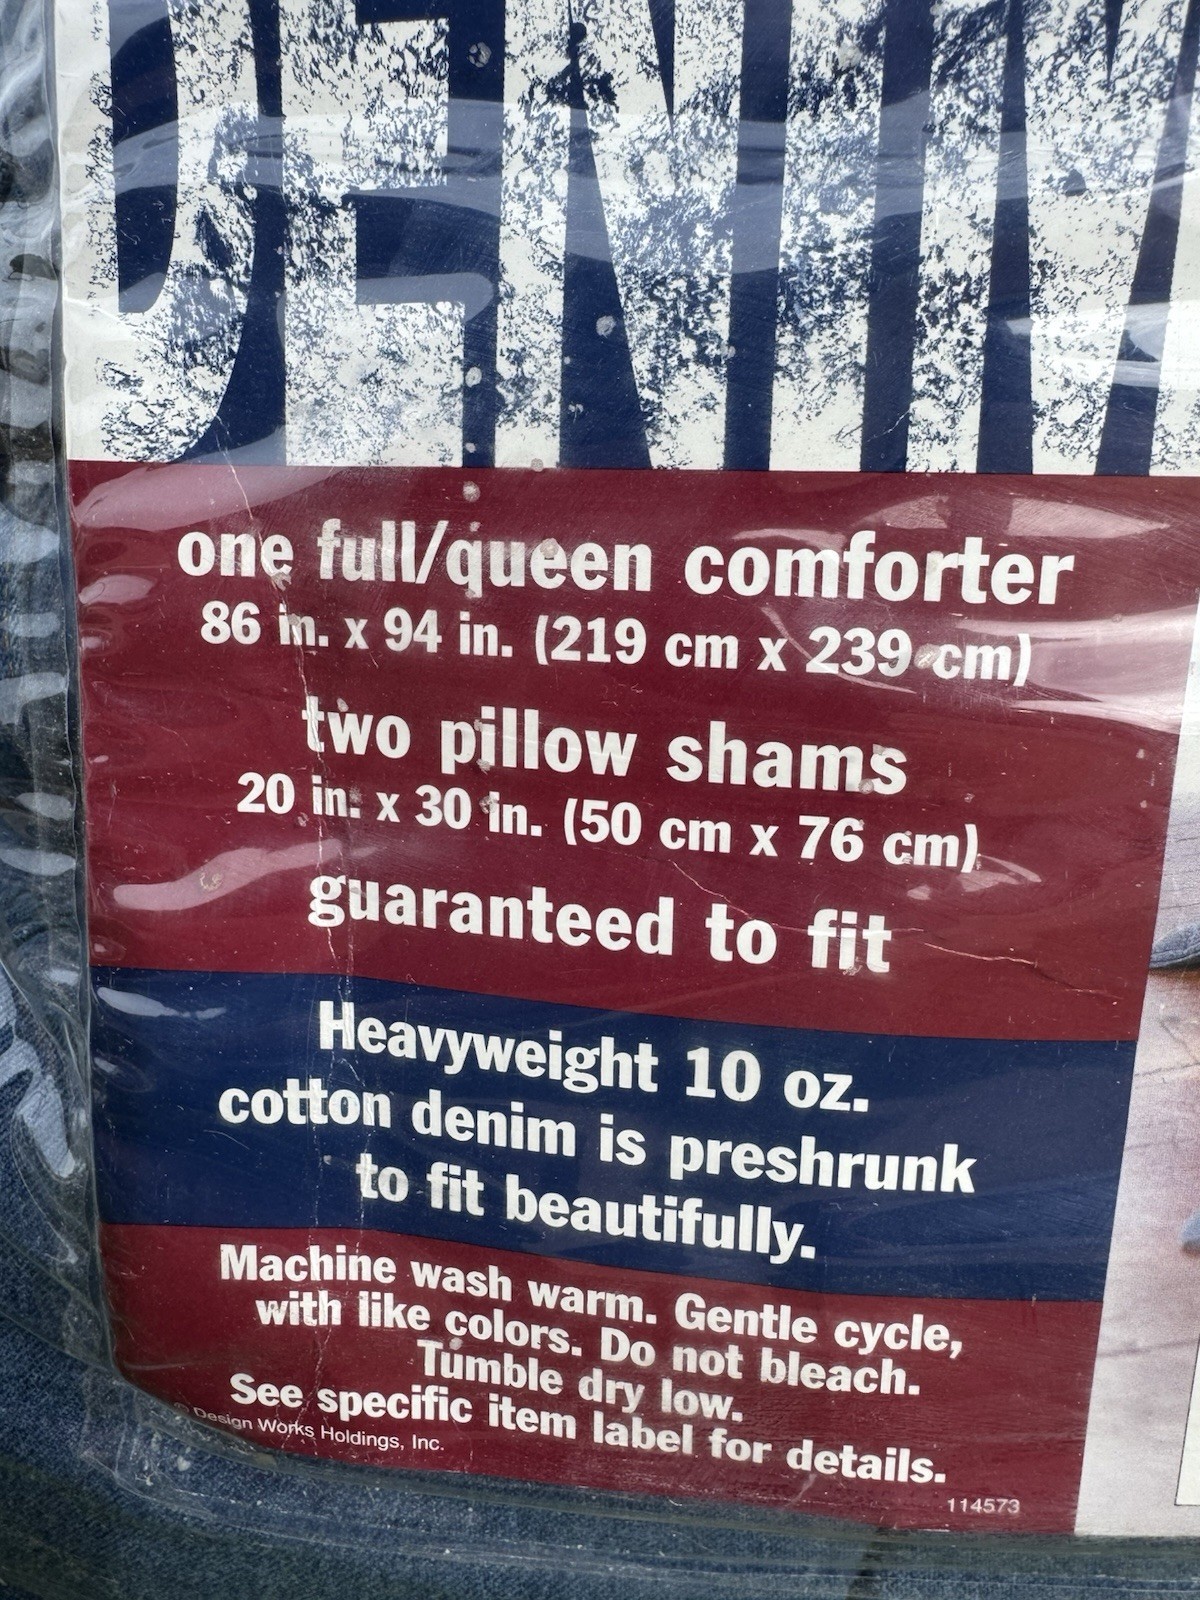 DENIM
one full/queen comforter
86 in. x 94 in. (219 cm x 239 cm)
two pillow shams
20 in. x 30 in. (50 cm x 76 cm)
guaranteed to fit
Heavyweight 10 oz.
cotton denim is preshrunk
to fit beautifully.
Machine wash warm. Gentle cycle,
with like colors. Do not bleach.
Tumble dry low.
See specific item label for details.
© Design Works Holdings, Inc.
114573